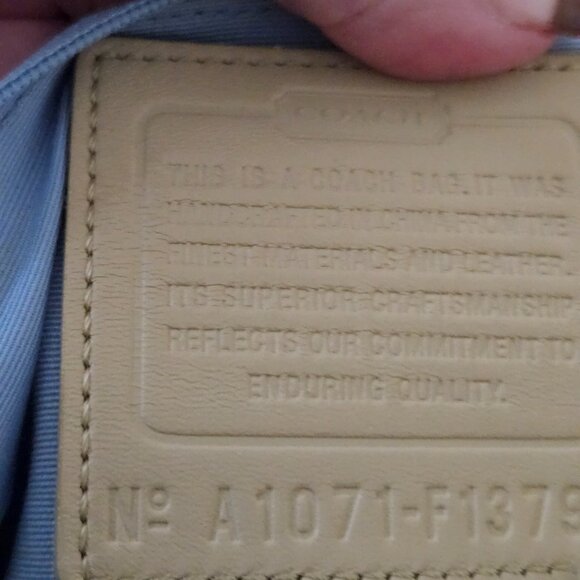 COACH
THIS IS A COACH BAG. IT WAS
HANDCRAFTED IN CHINA FROM THE
FINEST MATERIALS AND LEATHER.
ITS SUPERIOR CRAFTSMANSHIP
REFLECTS OUR COMMITMENT TO
ENDURING QUALITY.
Nº A1071-F1379